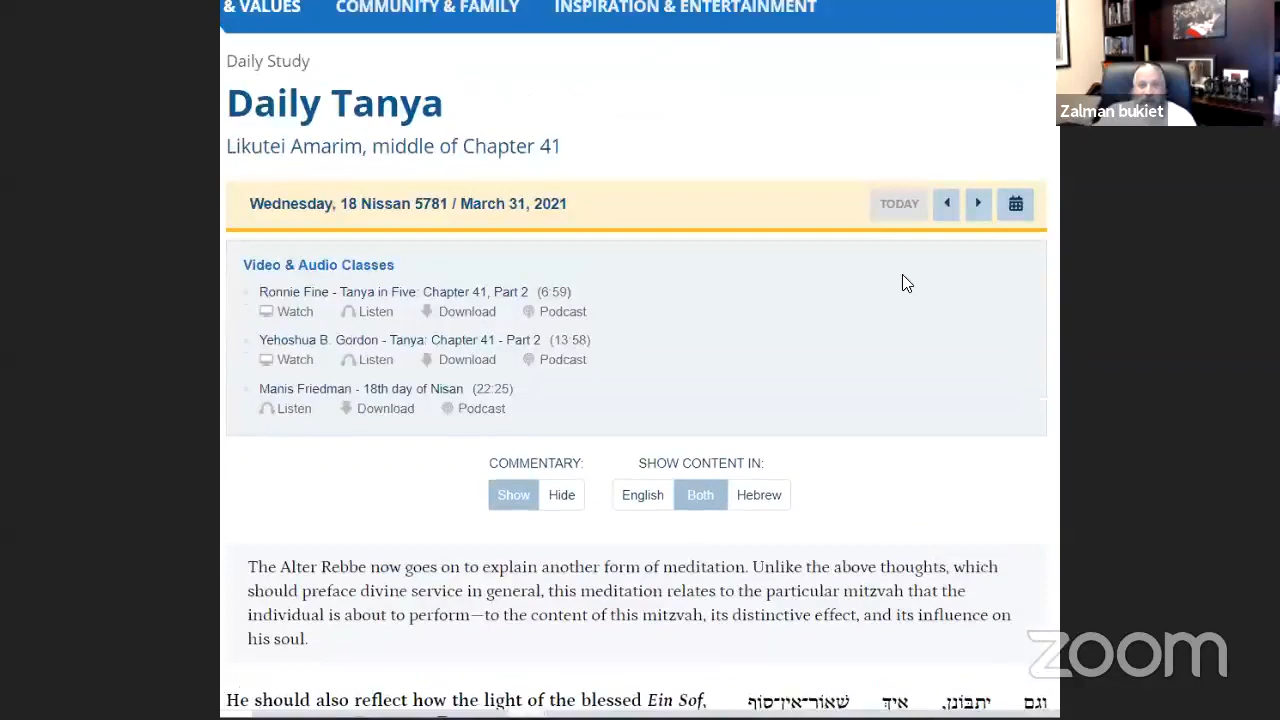 & VALUES COMMUNITY & FAMILY INSPIRATION & ENTERTAINMENT
Daily Study
Daily Tanya
Likutei Amarim, middle of Chapter 41
Wednesday, 18 Nissan 5781 / March 31, 2021
TODAY
Video & Audio Classes
Ronnie Fine - Tanya in Five: Chapter 41, Part 2 (6:59)
Watch Listen Download Podcast
Yehoshua B. Gordon - Tanya: Chapter 41 - Part 2 (13:58)
Watch Listen Download Podcast
Manis Friedman - 18th day of Nisan (22:25)
Listen Download Podcast
COMMENTARY: SHOW CONTENT IN:
Show Hide English Both Hebrew
The Alter Rebbe now goes on to explain another form of meditation. Unlike the above thoughts, which
should preface divine service in general, this meditation relates to the particular mitzvah that the
individual is about to perform—to the content of this mitzvah, its distinctive effect, and its influence on
his soul.
He should also reflect how the light of the blessed Ein Sof,
וגם יתבונן, איך שאור־אין־סוף
Zalman bukiet
zoom